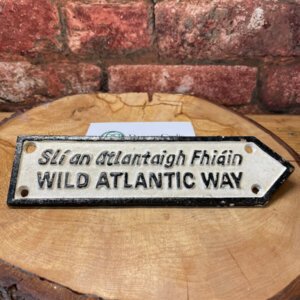 Slí an Atlantaigh Fhiáin
WILD ATLANTIC WAY